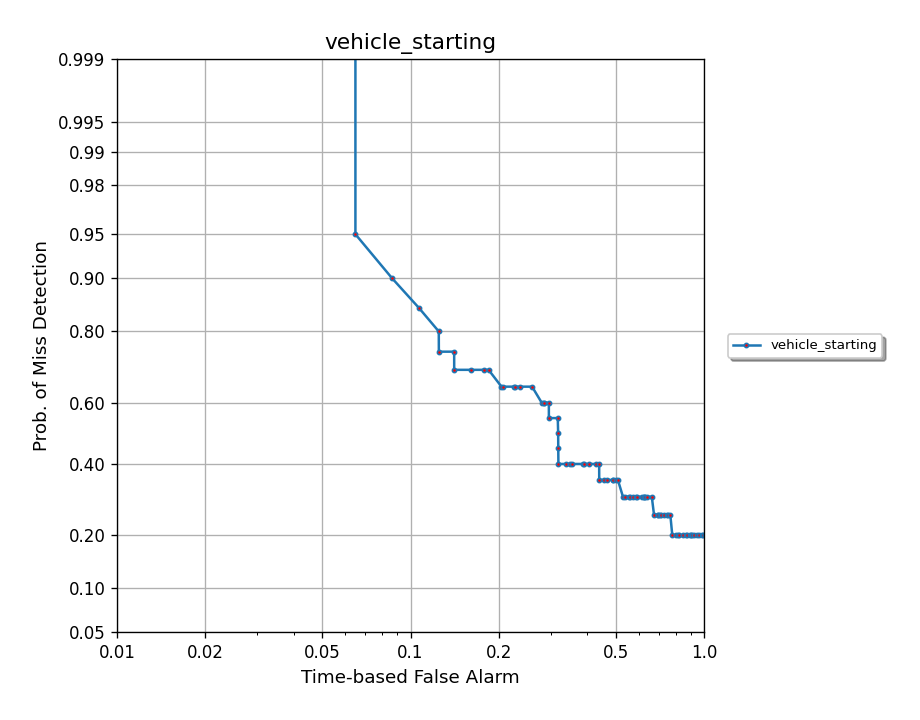 vehicle_starting
0.999
0.995
0.99
0.98
0.95
0.90
0.80
0.60
0.40
0.20
0.10
0.05
Prob. of Miss Detection
0.01 0.02 0.05 0.1 0.2 0.5 1.0
Time-based False Alarm
vehicle_starting